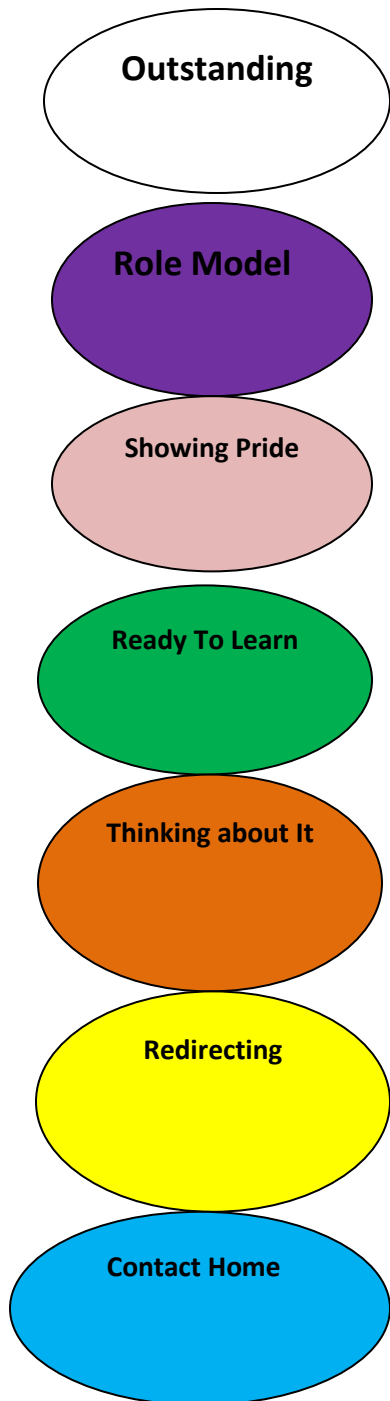 Outstanding
Role Model
Showing Pride
Ready To Learn
Thinking about It
Redirecting
Contact Home